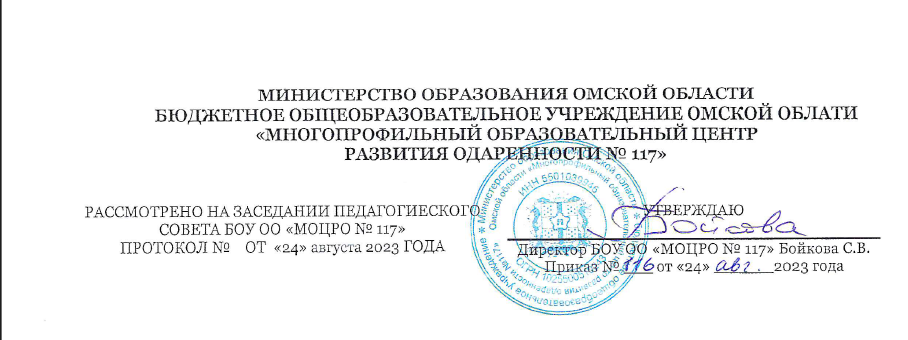 МИНИСТЕРСТВО ОБРАЗОВАНИЯ ОМСКОЙ ОБЛАСТИ
БЮДЖЕТНОЕ ОБЩЕОБРАЗОВАТЕЛЬНОЕ УЧРЕЖДЕНИЕ ОМСКОЙ ОБЛАТИ
«МНОГОПРОФИЛЬНЫЙ ОБРАЗОВАТЕЛЬНЫЙ ЦЕНТР
РАЗВИТИЯ ОДАРЕННОСТИ № 117»
РАССМОТРЕНО НА ЗАСЕДАНИИ ПЕДАГОГИЕСКОГО
СОВЕТА БОУ ОО «МОЦРО № 117»
ПРОТОКОЛ № ОТ «24» августа 2023 ГОДА
УТВЕРЖДАЮ
Бойкова
Директор БОУ ОО «МОЦРО № 117» Бойкова С.В.
Приказ № 116 от «24» авг. 2023 года